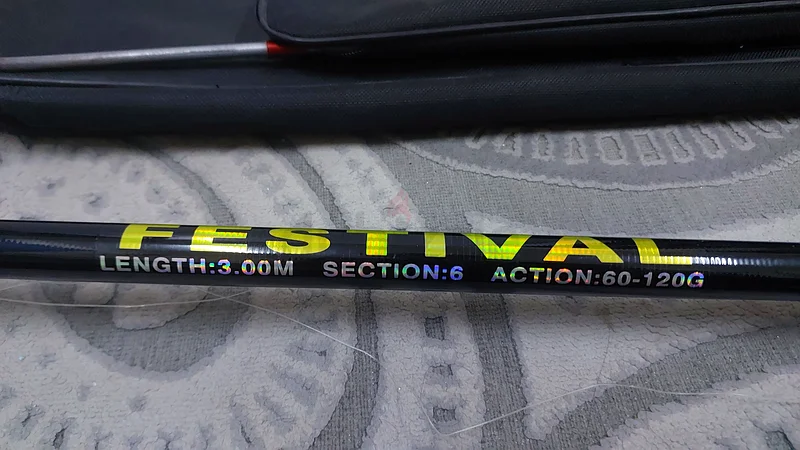 FESTIVAL
LENGTH:3.00M SECTION:6 ACTION:60-120G